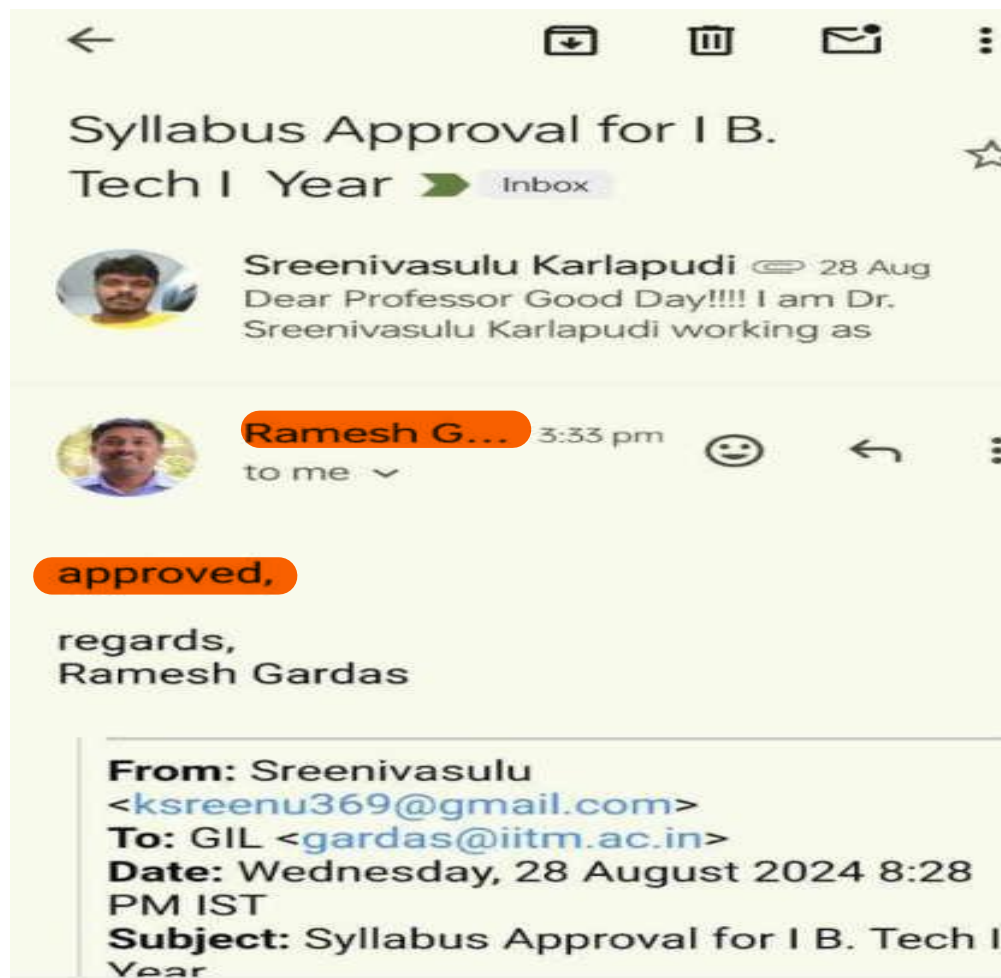 Syllabus Approval for I B.
Tech I Year Inbox
Sreenivasulu Karlapudi 28 Aug
Dear Professor Good Day!!!! I am Dr.
Sreenivasulu Karlapudi working as
Ramesh G... 3:33 pm
to me
approved,
regards,
Ramesh Gardas
From: Sreenivasulu
<ksreenu369@gmail.com>
To: GIL <gardas@iitm.ac.in>
Date: Wednesday, 28 August 2024 8:28
PM IST
Subject: Syllabus Approval for I B. Tech I
Year